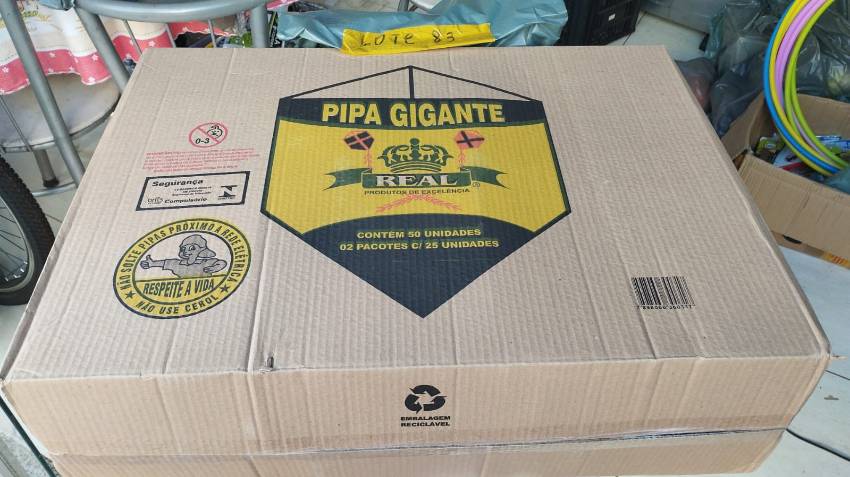 LOTE 83
PIPA GIGANTE
REAL
PRODUTOS DE EXCELÊNCIA
CONTÉM 50 UNIDADES
02 PACOTES C/ 25 UNIDADES
0-3
Segurança
Compulsório
NÃO SOLTE PIPAS PRÓXIMO A REDE ELÉTRICA
RESPEITE A VIDA
NÃO USE CEROL
EMBALAGEM
RECICLÁVEL